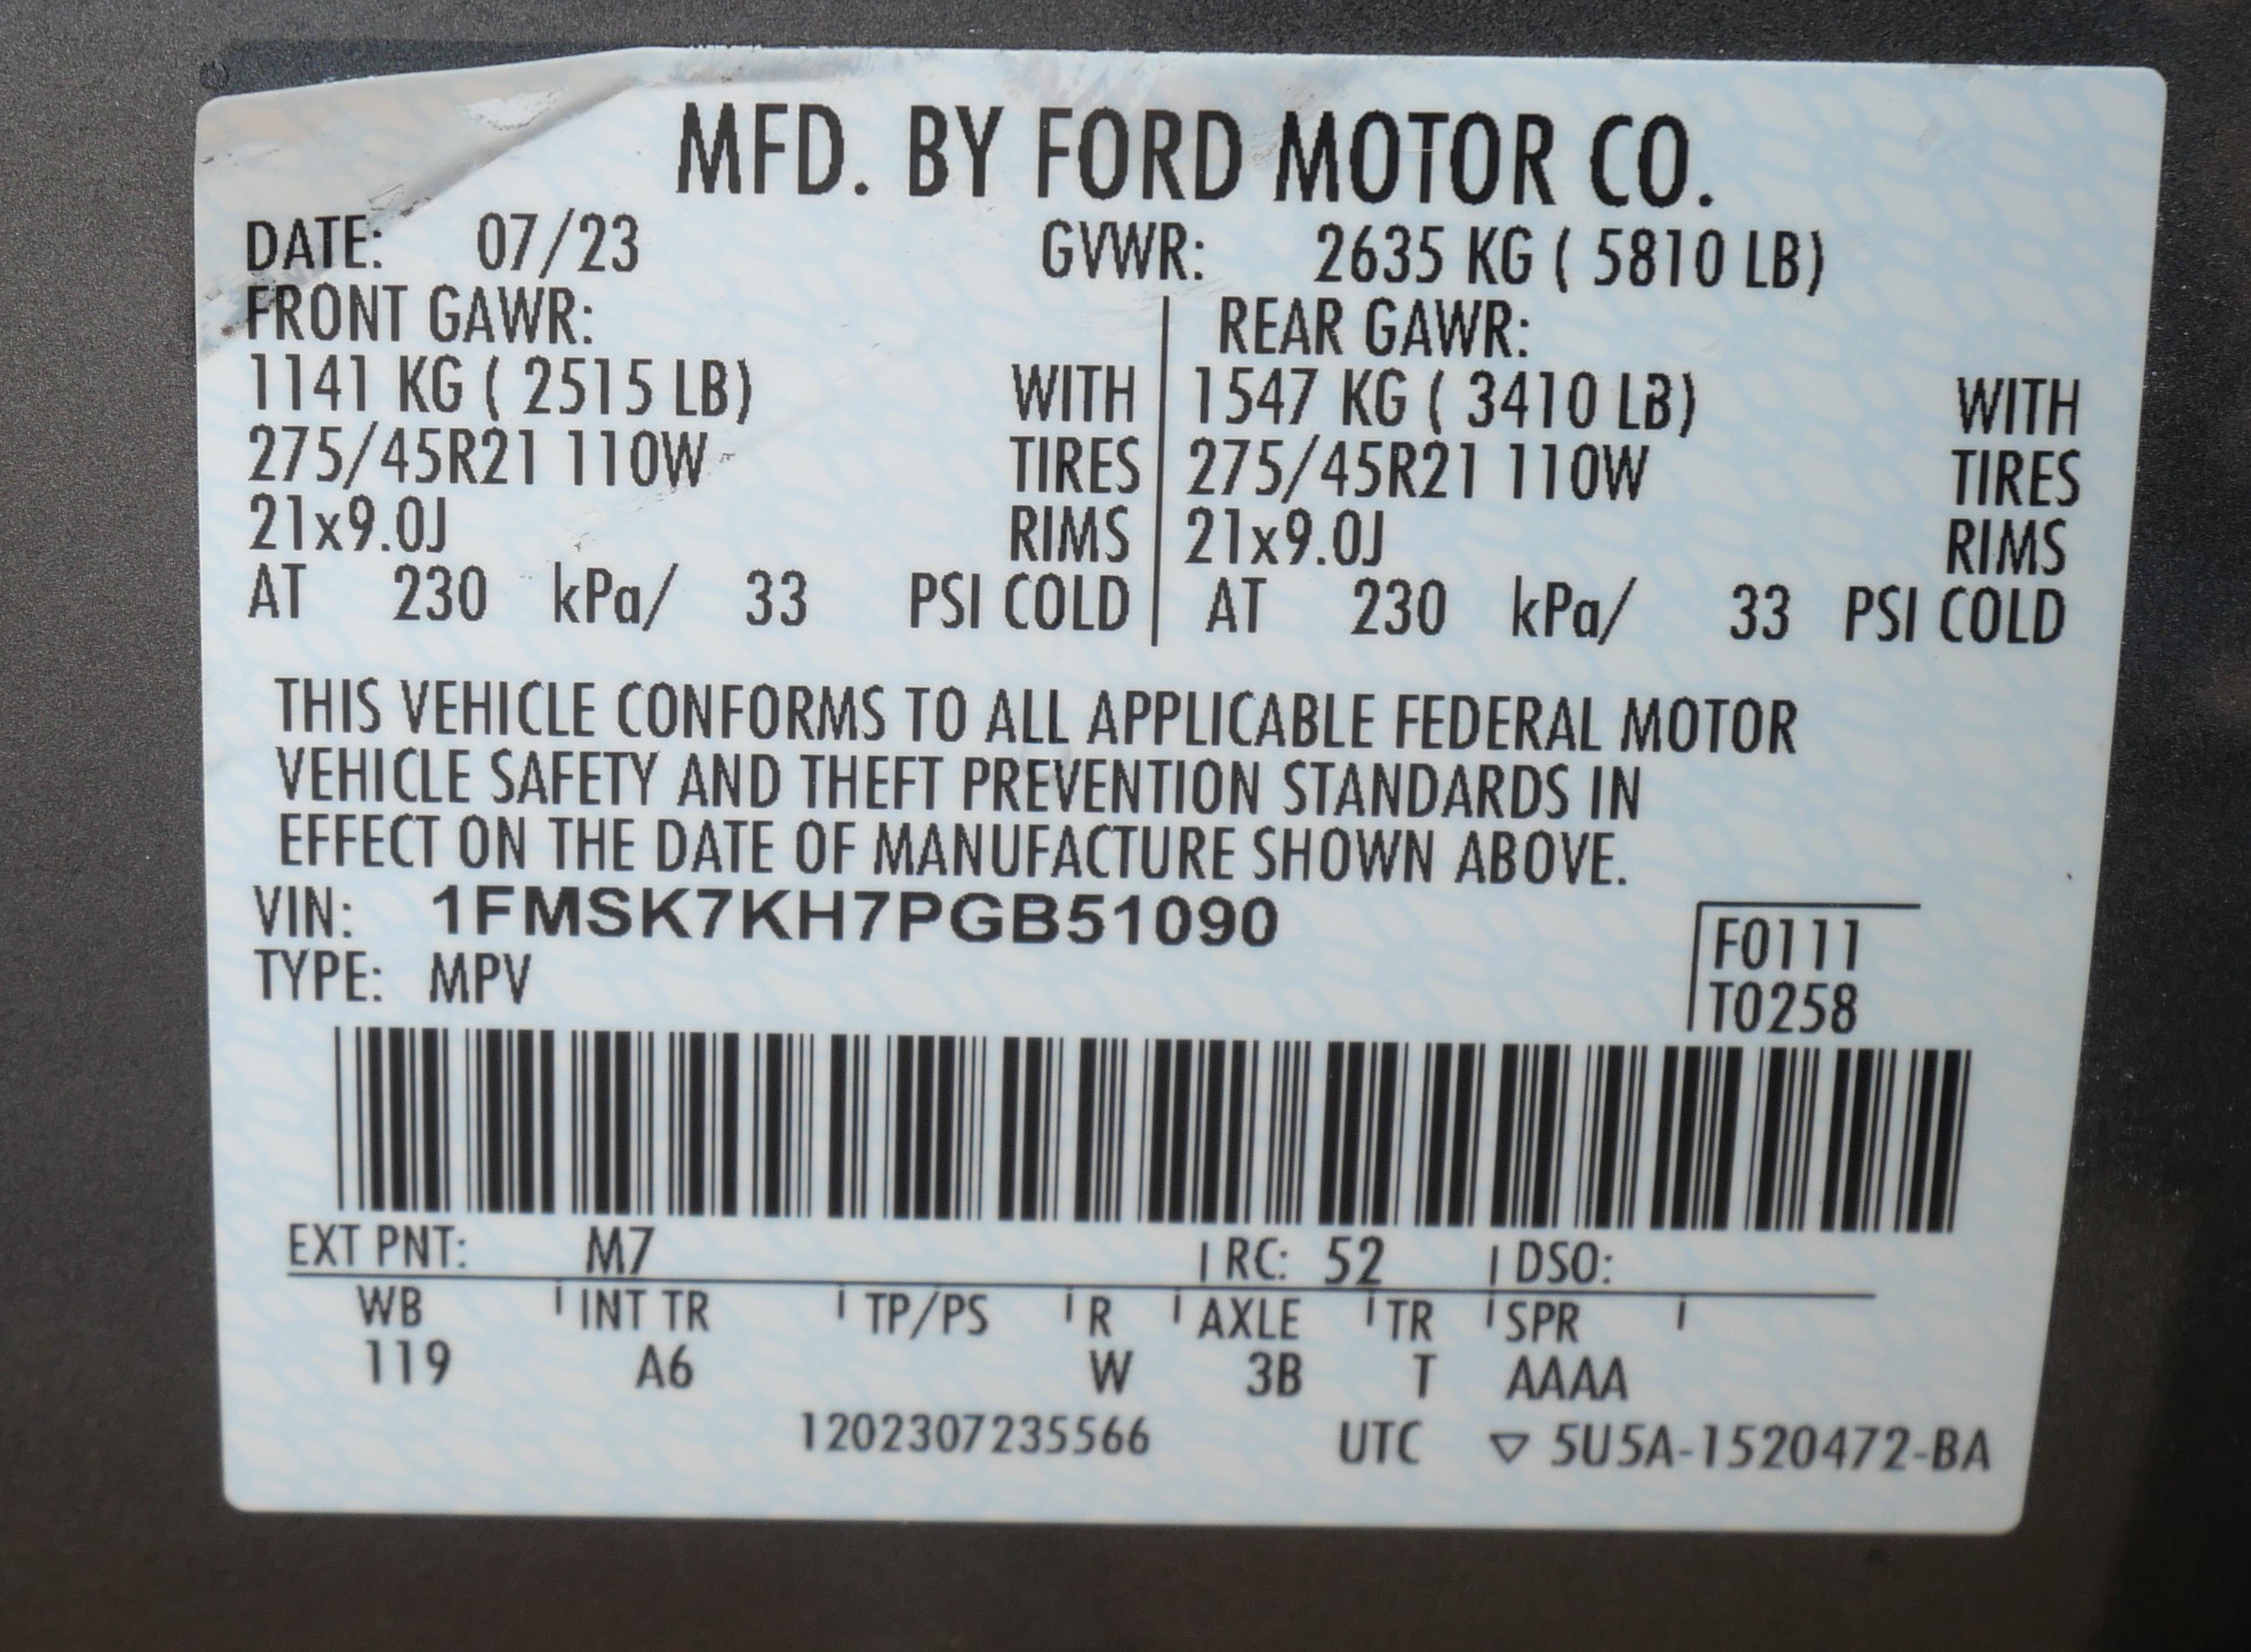 MFD. BY FORD MOTOR CO.
DATE: 07/23 GVWR: 2635 KG ( 5810 LB)
FRONT GAWR: REAR GAWR:
1141 KG ( 2515 LB) WITH 1547 KG ( 3410 LB) WITH
275/45R21 110W TIRES 275/45R21 110W TIRES
21x9.0J RIMS 21x9.0J RIMS
AT 230 kPa/ 33 PSI COLD AT 230 kPa/ 33 PSI COLD
THIS VEHICLE CONFORMS TO ALL APPLICABLE FEDERAL MOTOR
VEHICLE SAFETY AND THEFT PREVENTION STANDARDS IN
EFFECT ON THE DATE OF MANUFACTURE SHOWN ABOVE.
VIN: 1FMSK7KH7PGB51090
F0111
TYPE: MPV
T0258
EXT PNT: M7 RC: 52 DSO:
WB INT TR TP/PS R AXLE TR SPR
119 A6 W 3B T AAAA
1202307235566 UTC ▽ 5U5A-1520472-BA